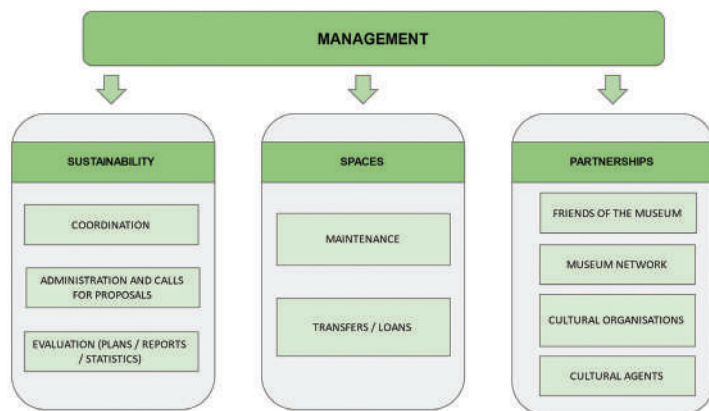 MANAGEMENT
SUSTAINABILITY
COORDINATION
ADMINISTRATION AND CALLS
FOR PROPOSALS
EVALUATION (PLANS / REPORTS
/ STATISTICS)
SPACES
MAINTENANCE
TRANSFERS / LOANS
PARTNERSHIPS
FRIENDS OF THE MUSEUM
MUSEUM NETWORK
CULTURAL ORGANISATIONS
CULTURAL AGENTS